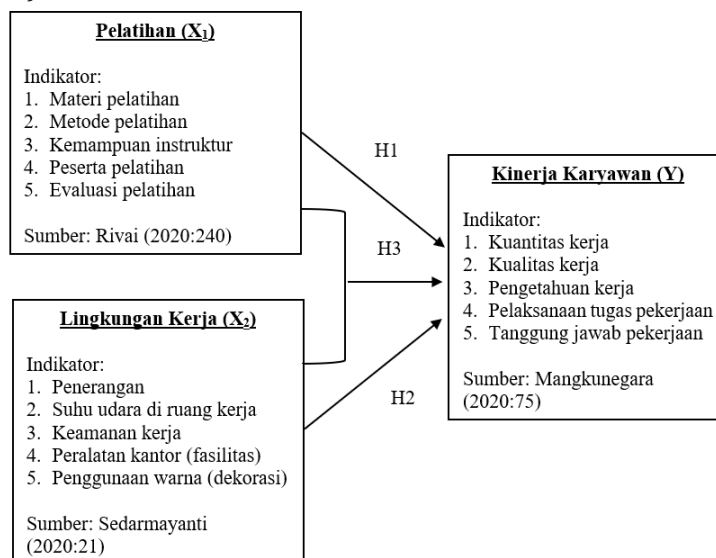 Pelatihan (X₁)
Indikator:
1. Materi pelatihan
2. Metode pelatihan
3. Kemampuan instruktur
4. Peserta pelatihan
5. Evaluasi pelatihan
Sumber: Rivai (2020:240)
H1
H3
H2
Lingkungan Kerja (X₂)
Indikator:
1. Penerangan
2. Suhu udara di ruang kerja
3. Keamanan kerja
4. Peralatan kantor (fasilitas)
5. Penggunaan warna (dekorasi)
Sumber: Sedarmayanti
(2020:21)
Kinerja Karyawan (Y)
Indikator:
1. Kuantitas kerja
2. Kualitas kerja
3. Pengetahuan kerja
4. Pelaksanaan tugas pekerjaan
5. Tanggung jawab pekerjaan
Sumber: Mangkunegara
(2020:75)